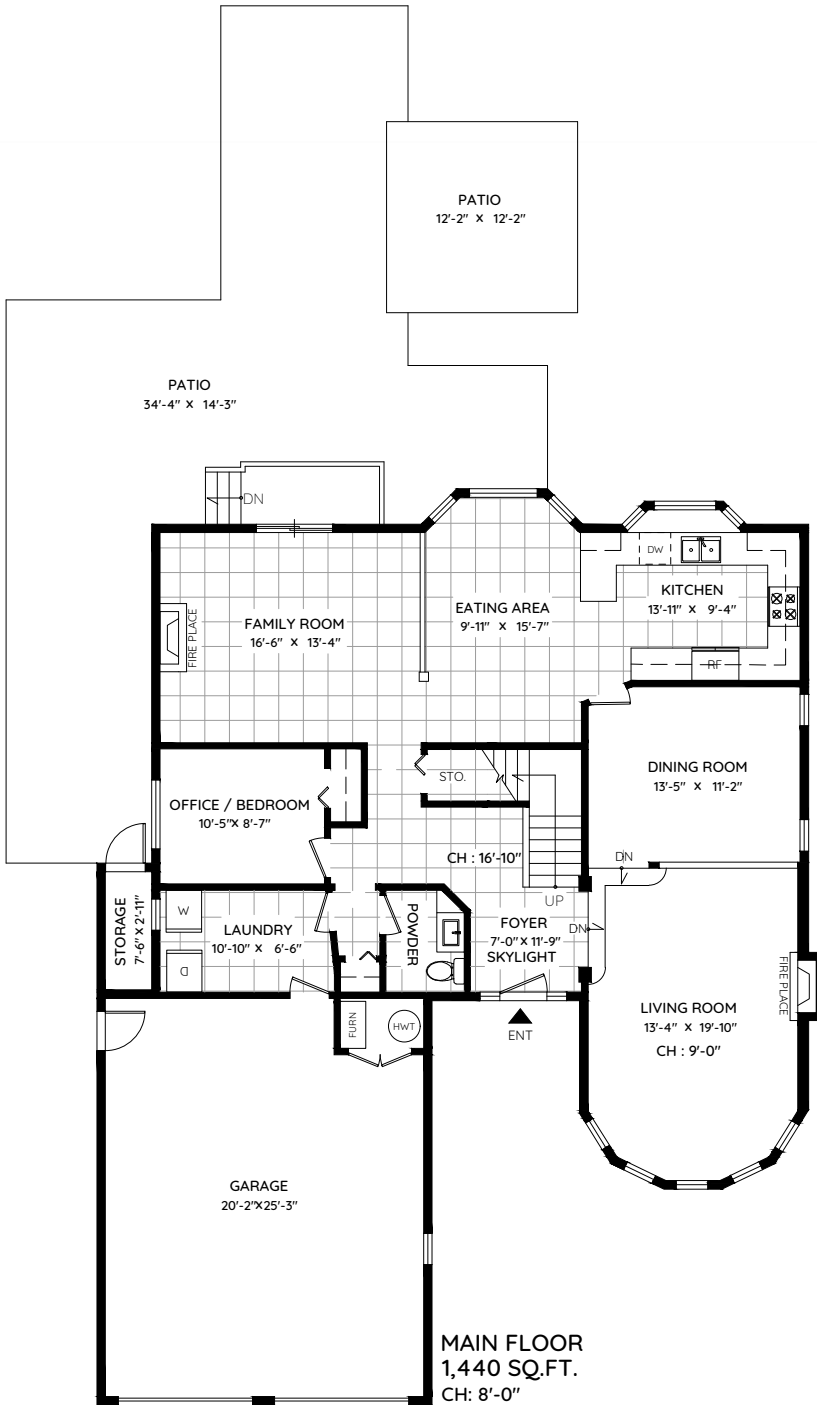 PATIO
12'-2" X 12'-2"
PATIO
34'-4" X 14'-3"
DN
DW
KITCHEN
13'-11" X 9'-4"
EATING AREA
9'-11" X 15'-7"
FAMILY ROOM
16'-6" X 13'-4"
FIRE PLACE
RF
STO.
DINING ROOM
13'-5" X 11'-2"
OFFICE / BEDROOM
10'-5"X 8'-7"
CH : 16'-10"
DN
UP
STORAGE
7'-6" X 2'-11"
W
D
LAUNDRY
10'-10" X 6'-6"
POWDER
FOYER
7'-0" X 11'-9"
SKYLIGHT
DN
FIRE PLACE
LIVING ROOM
13'-4" X 19'-10"
CH : 9'-0"
FURN
HWT
ENT
GARAGE
20'-2"X25'-3"
MAIN FLOOR
1,440 SQ.FT.
CH: 8'-0"